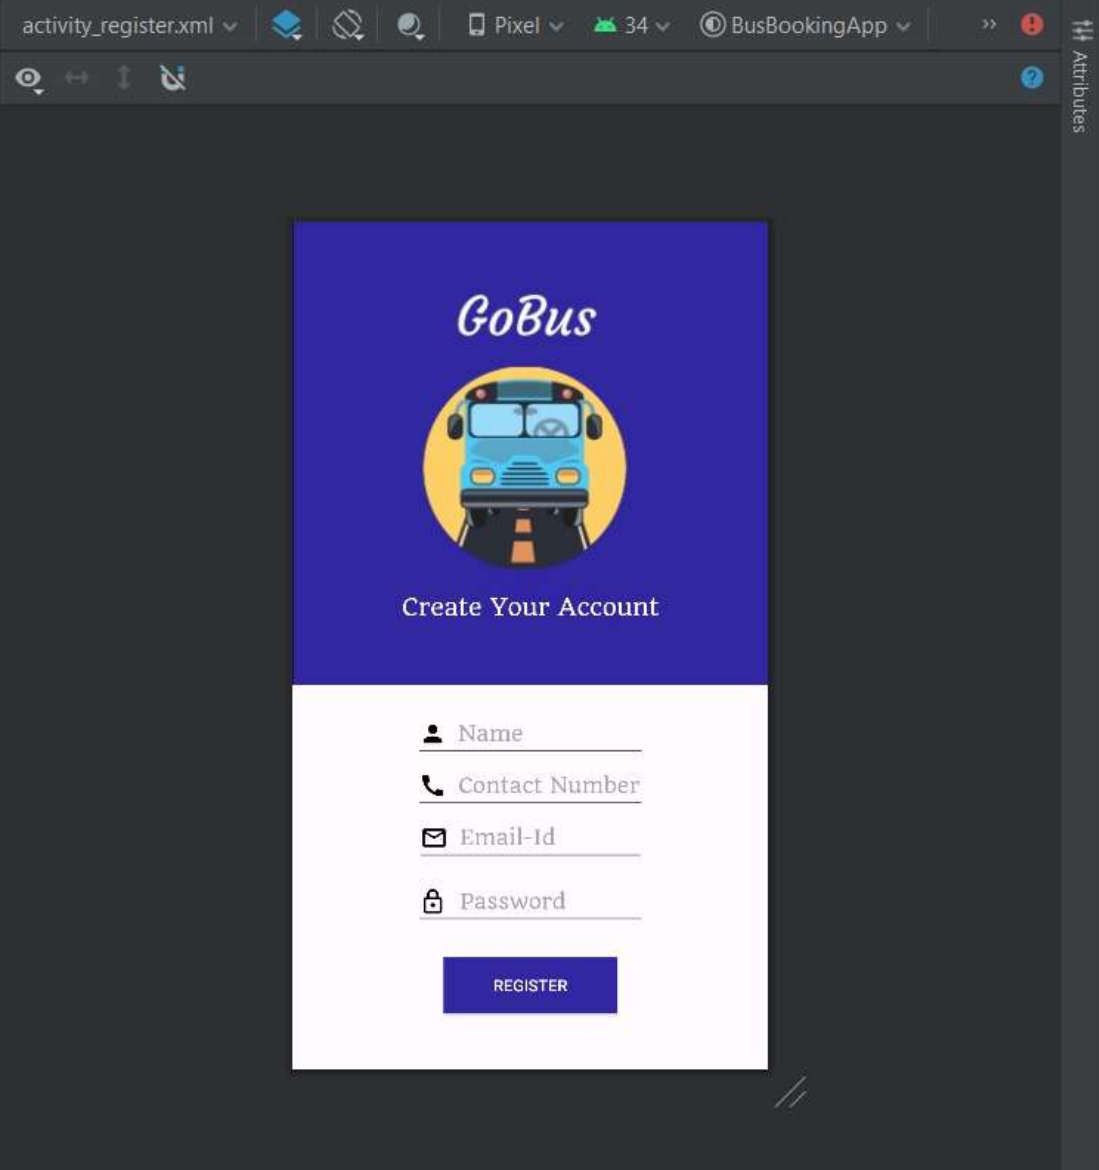 activity_register.xml Pixel 34 BusBookingApp
Attributes
GoBus
Create Your Account
Name
Contact Number
Email-Id
Password
REGISTER